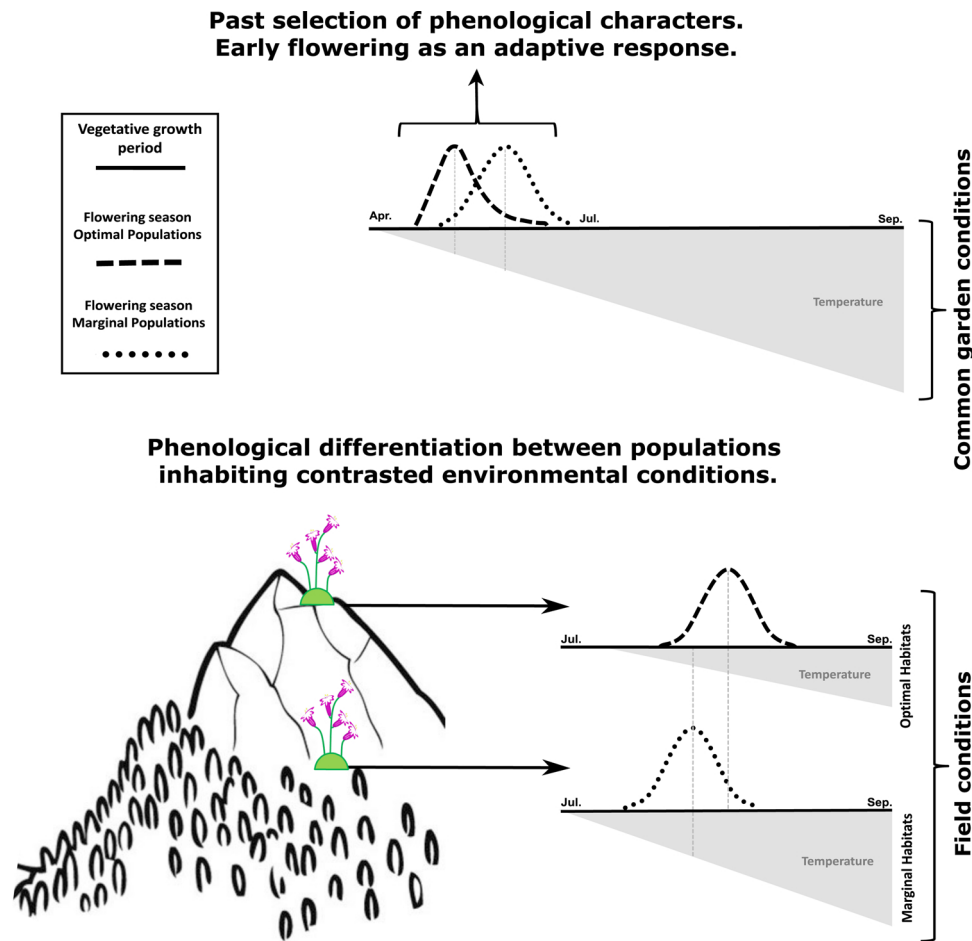 Past selection of phenological characters.
Early flowering as an adaptive response.
Vegetative growth
period
Flowering season
Optimal Populations
Flowering season
Marginal Populations
Apr.
Jul.
Sep.
Temperature
Common garden conditions
Phenological differentiation between populations
inhabiting contrasted environmental conditions.
Jul.
Sep.
Temperature
Optimal Habitats
Jul.
Sep.
Temperature
Marginal Habitats
Field conditions